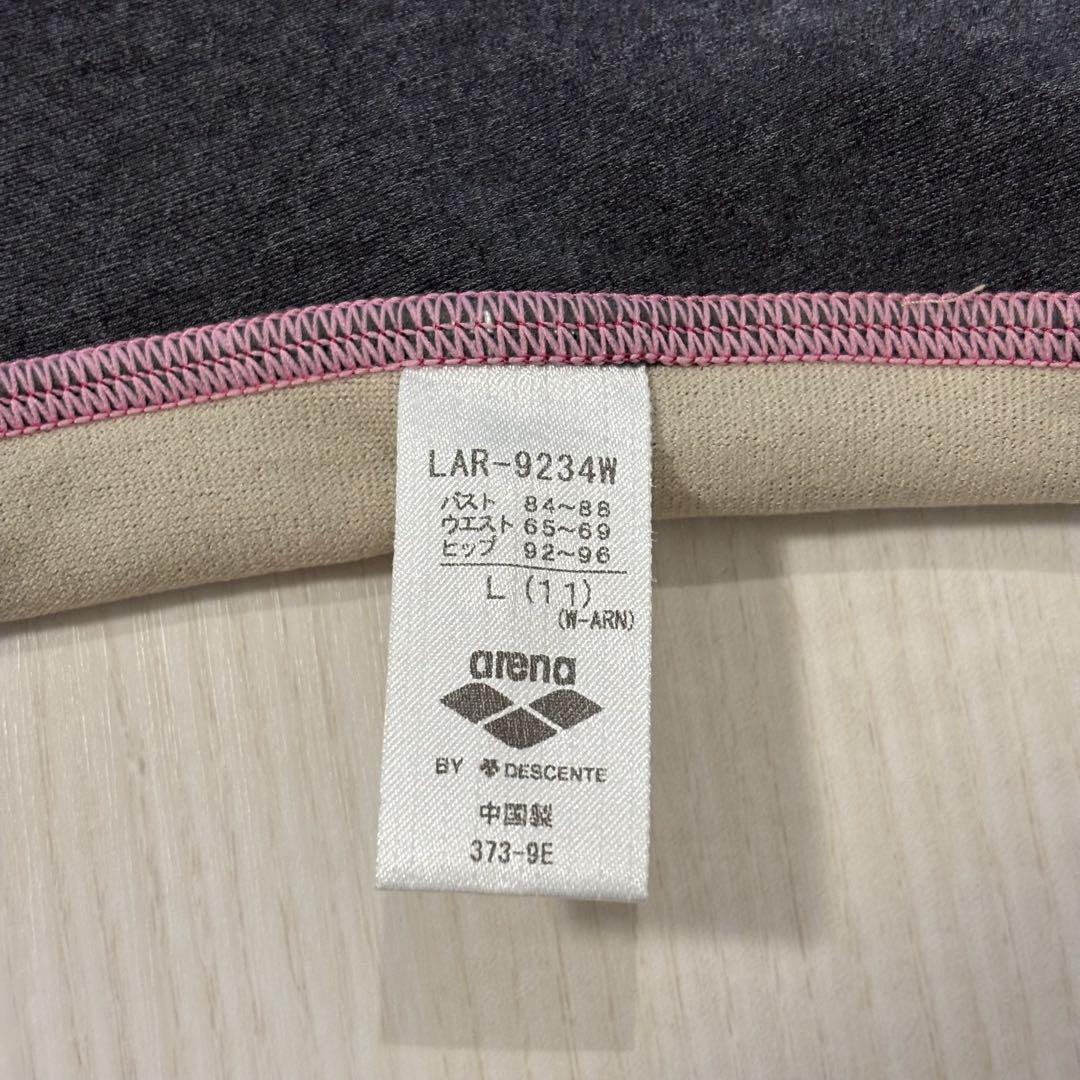 LAR-9234W
バスト 84~88
ウエスト 65~69
ヒップ 92~96
L (11)
(W-ARN)
arena
BY DESCENTE
中国製
373-9E